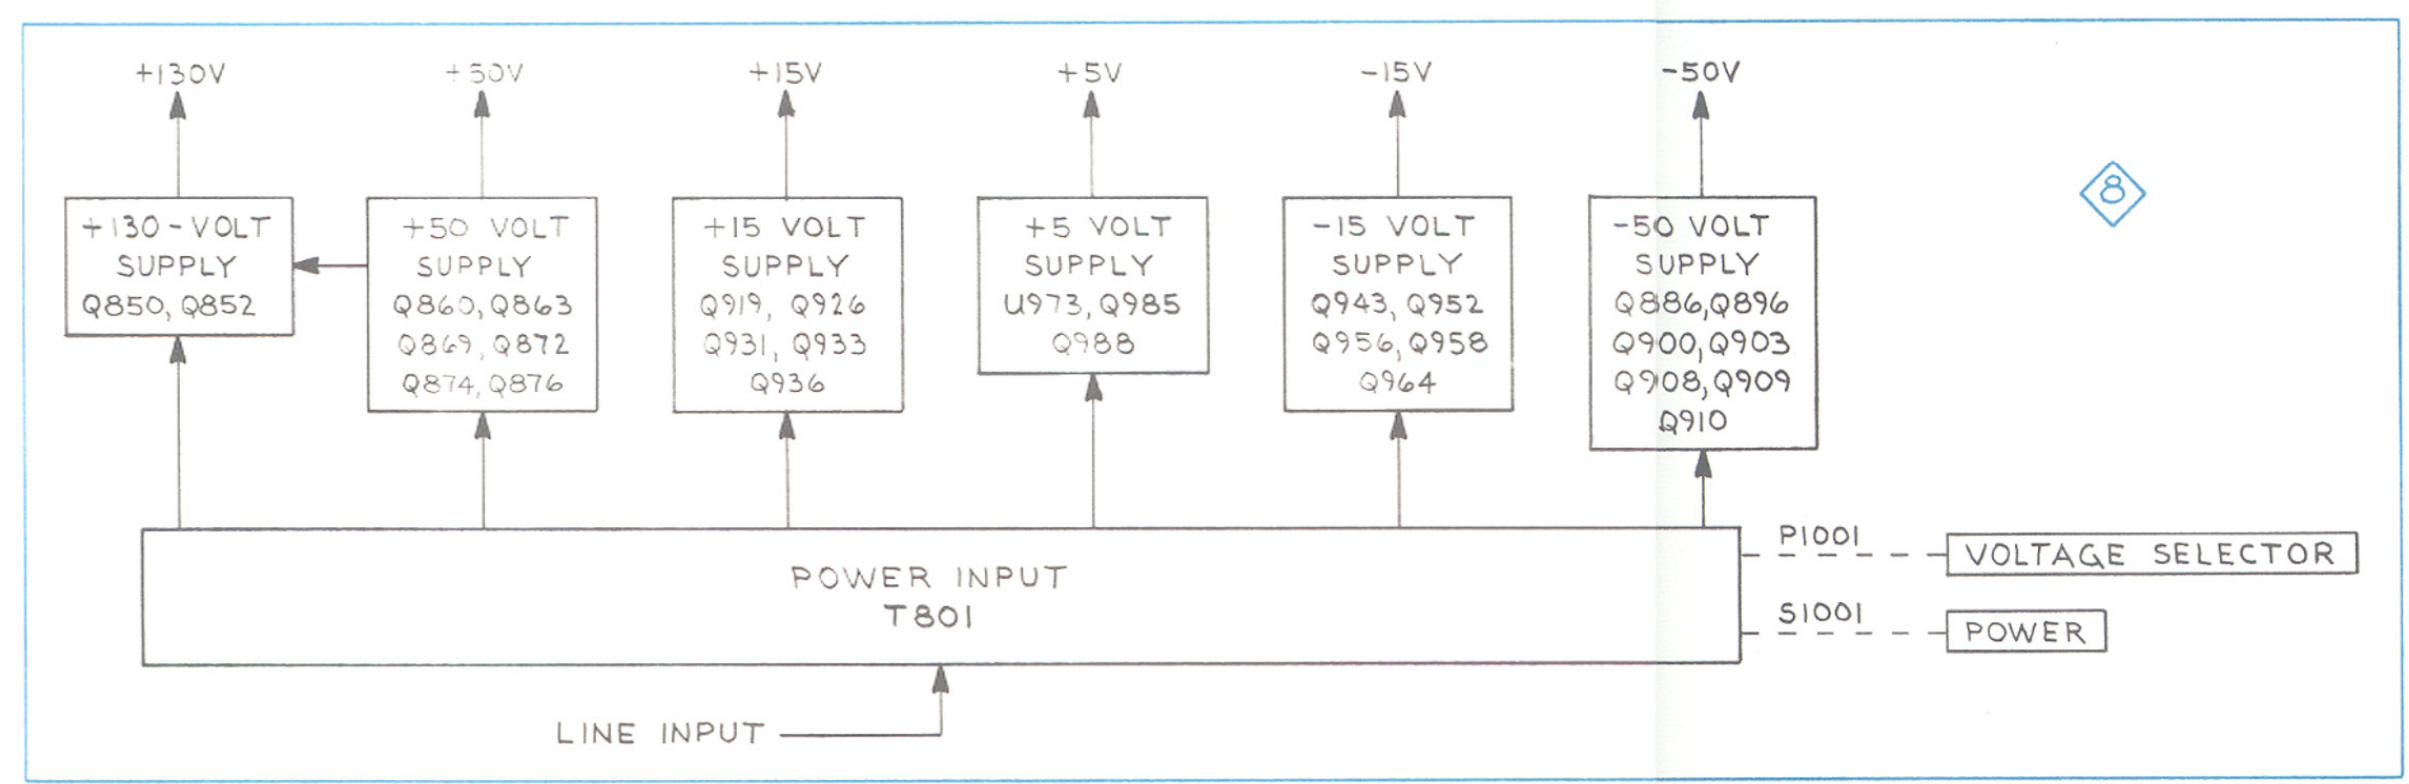 +130V
+50V
+15V
+5V
-15V
-50V
+130-VOLT
SUPPLY
Q850, Q852
+50 VOLT
SUPPLY
Q860, Q863
Q869, Q872
Q874, Q876
+15 VOLT
SUPPLY
Q919, Q926
Q931, Q933
Q936
+5 VOLT
SUPPLY
U973, Q985
Q988
-15 VOLT
SUPPLY
Q943, Q952
Q956, Q958
Q964
-50 VOLT
SUPPLY
Q886, Q896
Q900, Q903
Q908, Q909
Q910
8
POWER INPUT
T801
P1001
VOLTAGE SELECTOR
S1001
POWER
LINE INPUT